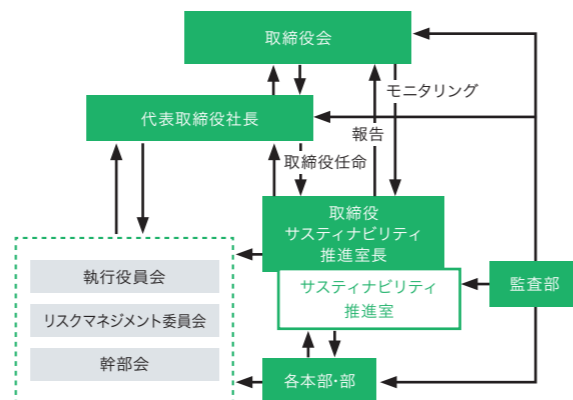 取締役会
モニタリング
代表取締役社長
報告
取締役任命
取締役
サスティナビリティ
推進室長
執行役員会
サスティナビリティ
推進室
監査部
リスクマネジメント委員会
幹部会
各本部・部